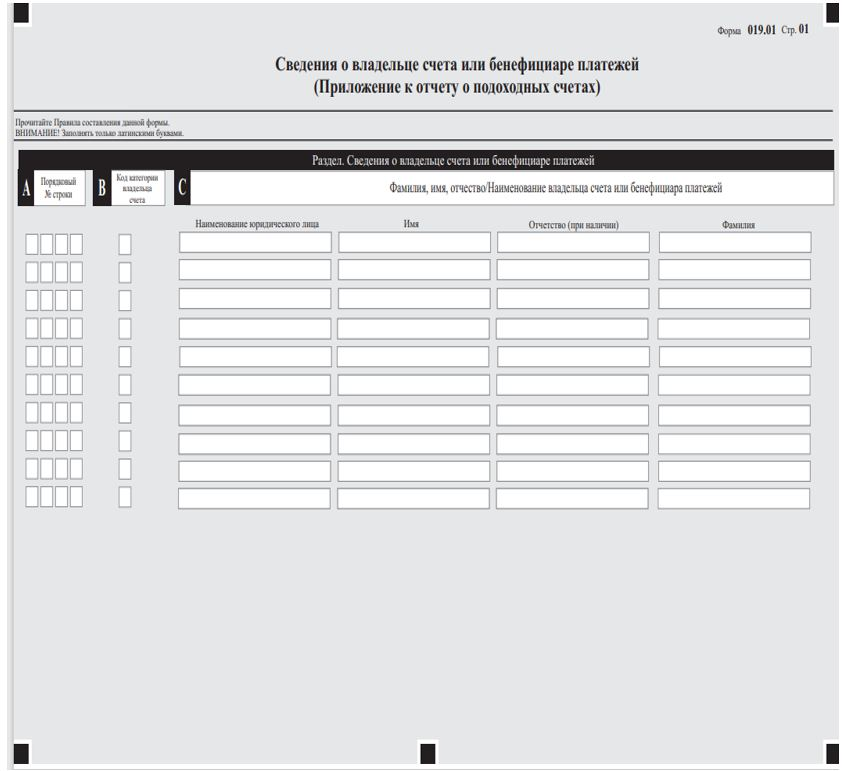 Форма 019.01 Стр. 01
Сведения о владельце счета или бенефициаре платежей
(Приложение к отчету о подоходных счетах)
Прочитайте Правила составления данной формы.
ВНИМАНИЕ! Заполнять только латинскими буквами.
Раздел. Сведения о владельце счета или бенефициаре платежей
A
Порядковый
№ строки
B
Код категории
владельца
счета
C
Фамилия, имя, отчество/Наименование владельца счета или бенефициара платежей
Наименование юридического лица
Имя
Отчетство (при наличии)
Фамилия